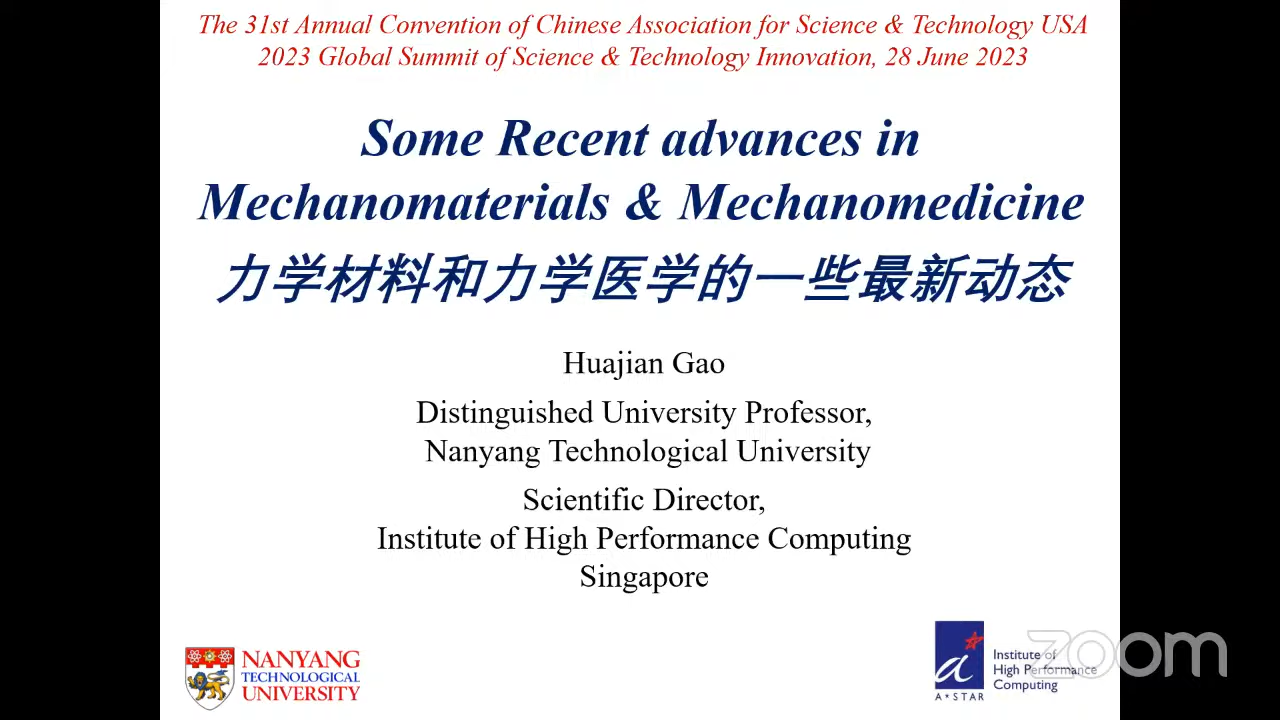 The 31st Annual Convention of Chinese Association for Science & Technology USA
2023 Global Summit of Science & Technology Innovation, 28 June 2023
Some Recent advances in
Mechanomaterials & Mechanomedicine
力学材料和力学医学的一些最新动态
Huajian Gao
Distinguished University Professor,
Nanyang Technological University
Scientific Director,
Institute of High Performance Computing
Singapore
NANYANG
TECHNOLOGICAL
UNIVERSITY
a
A★STAR
Institute of
High Performance
Computing
zoom